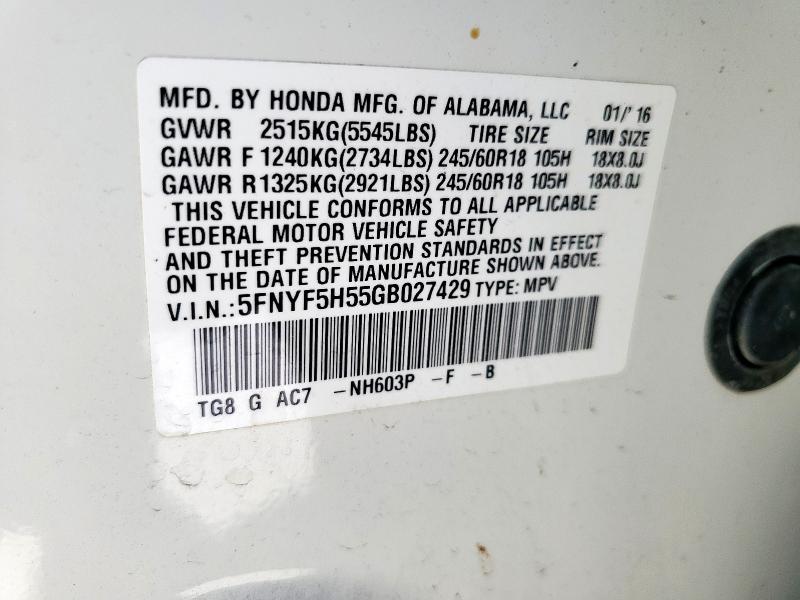 MFD. BY HONDA MFG. OF ALABAMA, LLC 01/'16
GVWR 2515KG(5545LBS) TIRE SIZE RIM SIZE
GAWR F 1240KG(2734LBS) 245/60R18 105H 18X8.0J
GAWR R 1325KG(2921LBS) 245/60R18 105H 18X8.0J
THIS VEHICLE CONFORMS TO ALL APPLICABLE
FEDERAL MOTOR VEHICLE SAFETY
AND THEFT PREVENTION STANDARDS IN EFFECT
ON THE DATE OF MANUFACTURE SHOWN ABOVE.
V.I.N.:5FNYF5H55GB027429 TYPE: MPV
TG8 G AC7 -NH603P -F -B